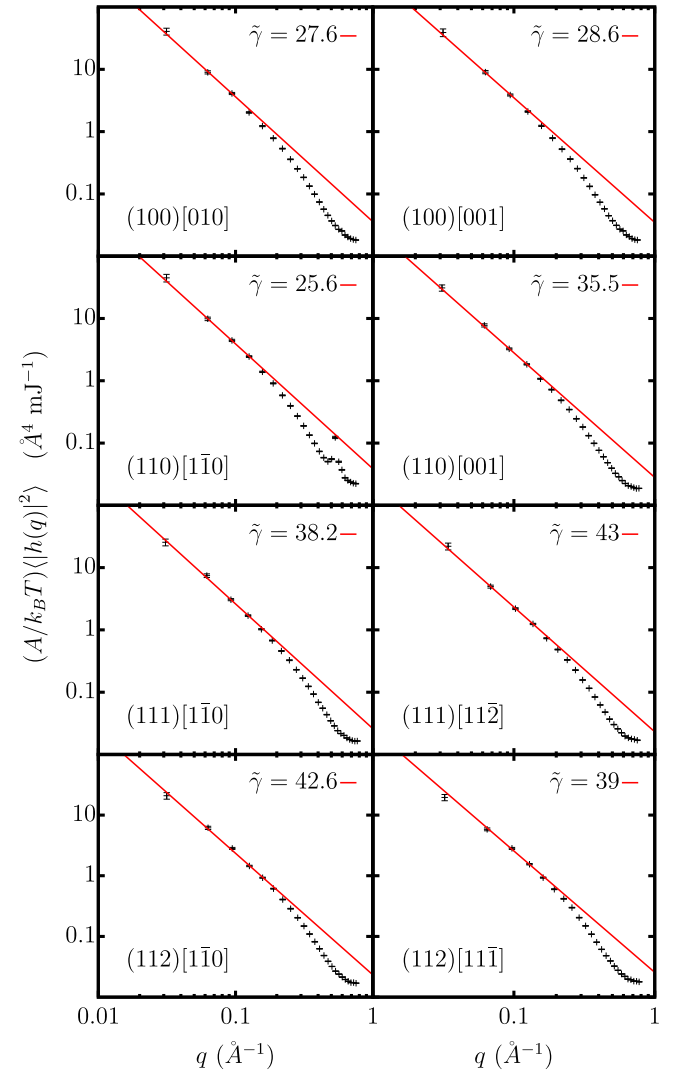 γ̃ = 27.6
γ̃ = 28.6
10
1
0.1
(100)[010]
(100)[001]
γ̃ = 25.6
γ̃ = 35.5
10
1
0.1
(110)[11̄0]
(110)[001]
(A/k_BT)⟨|h(q)|²⟩ (Å⁴ mJ⁻¹)
γ̃ = 38.2
γ̃ = 43
10
1
0.1
(111)[11̄0]
(111)[112̄]
γ̃ = 42.6
γ̃ = 39
10
1
0.1
(112)[11̄0]
(112)[111̄]
0.01 0.1 1 0.1 1
q (Å⁻¹)
q (Å⁻¹)